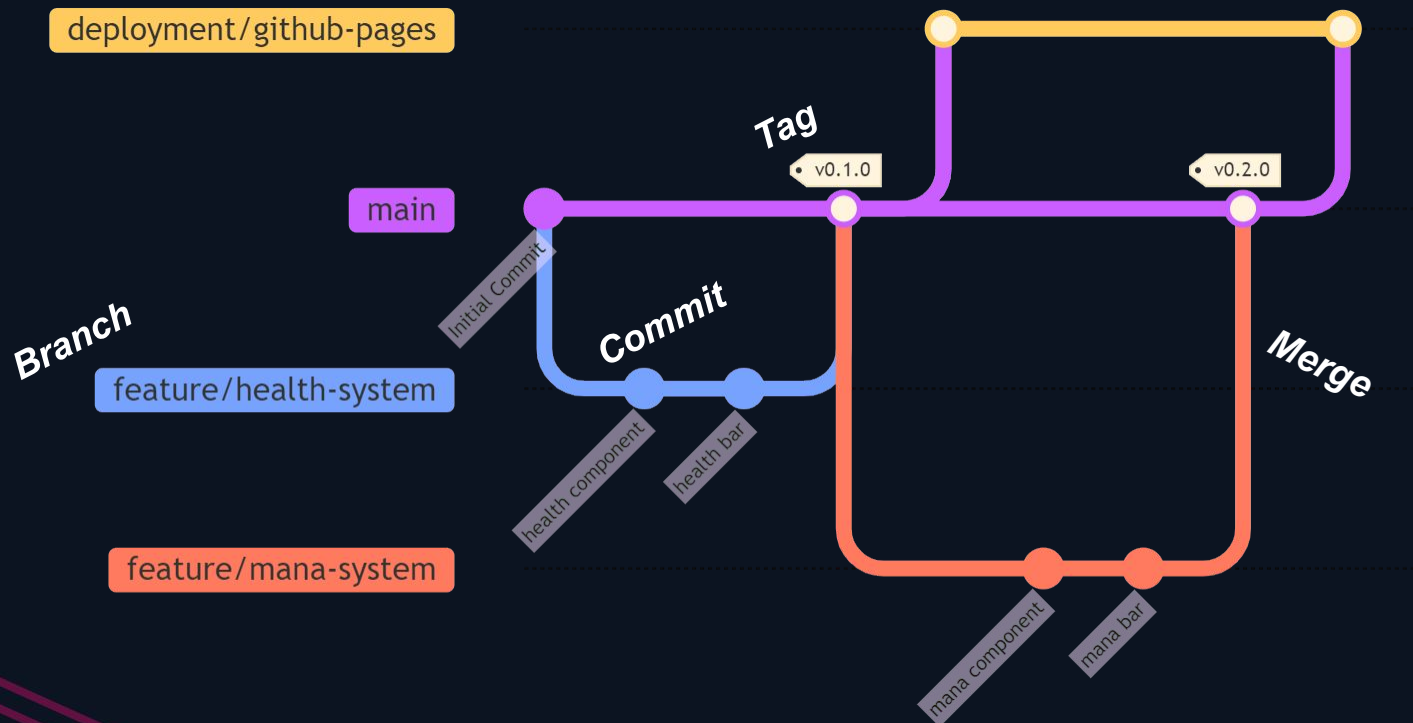 deployment/github-pages
Tag
v0.1.0
v0.2.0
main
Initial Commit
Branch
Commit
Merge
feature/health-system
health component
health bar
feature/mana-system
mana component
mana bar